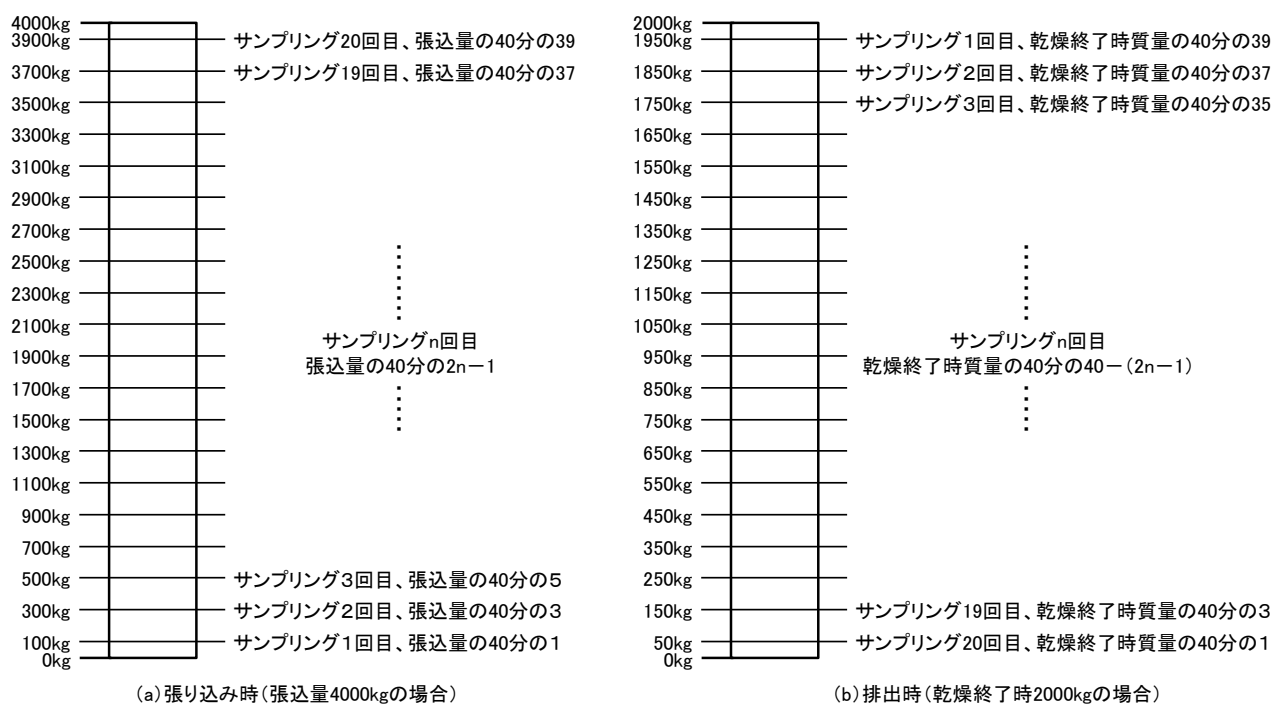 4000kg
3900kg サンプリング20回目、張込量の40分の39
3700kg サンプリング19回目、張込量の40分の37
3500kg
3300kg
3100kg
2900kg
2700kg
2500kg
2300kg
2100kg
サンプリングn回目
1900kg 張込量の40分の2n－1
1700kg
1500kg
1300kg
1100kg
900kg
700kg
500kg サンプリング3回目、張込量の40分の5
300kg サンプリング2回目、張込量の40分の3
100kg サンプリング1回目、張込量の40分の1
0kg
(a)張り込み時(張込量4000kgの場合)
2000kg
1950kg サンプリング1回目、乾燥終了時質量の40分の39
1850kg サンプリング2回目、乾燥終了時質量の40分の37
1750kg サンプリング3回目、乾燥終了時質量の40分の35
1650kg
1550kg
1450kg
1350kg
1250kg
1150kg
1050kg
サンプリングn回目
950kg 乾燥終了時質量の40分の40－(2n－1)
850kg
750kg
650kg
550kg
450kg
350kg
250kg
150kg サンプリング19回目、乾燥終了時質量の40分の3
50kg サンプリング20回目、乾燥終了時質量の40分の1
0kg
(b)排出時(乾燥終了時2000kgの場合)